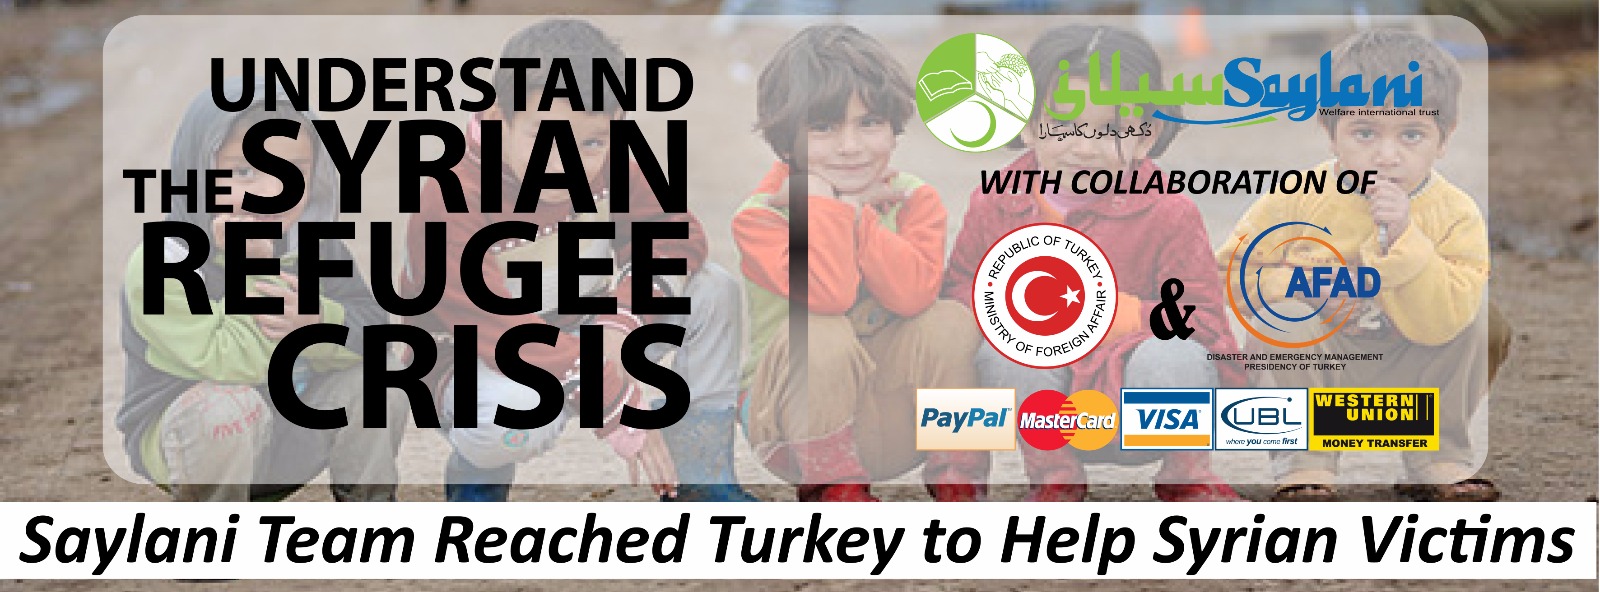 UNDERSTAND
THE SYRIAN
REFUGEE
CRISIS
سیلانی Saylani
Welfare international trust
دکھی دلوں کا سہارا
WITH COLLABORATION OF
REPUBLIC OF TURKEY
MINISTRY OF FOREIGN AFFAIR
&
AFAD
DISASTER AND EMERGENCY MANAGEMENT
PRESIDENCY OF TURKEY
PayPal
MasterCard
VISA
UBL
where you come first
WESTERN
UNION
MONEY TRANSFER
Saylani Team Reached Turkey to Help Syrian Victims